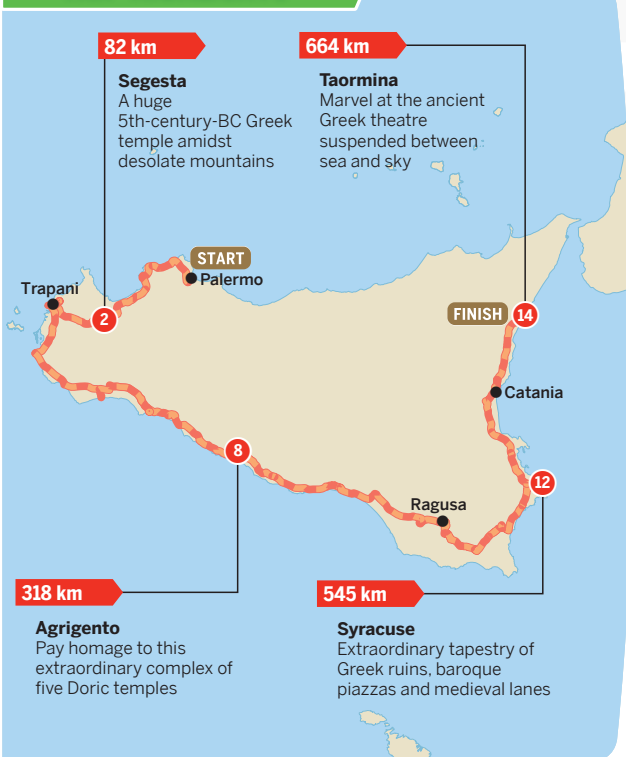 82 km
Segesta
A huge
5th-century-BC Greek
temple amidst
desolate mountains
664 km
Taormina
Marvel at the ancient
Greek theatre
suspended between
sea and sky
START
Palermo
Trapani
2
FINISH
14
Catania
8
12
Ragusa
318 km
Agrigento
Pay homage to this
extraordinary complex of
five Doric temples
545 km
Syracuse
Extraordinary tapestry of
Greek ruins, baroque
piazzas and medieval lanes